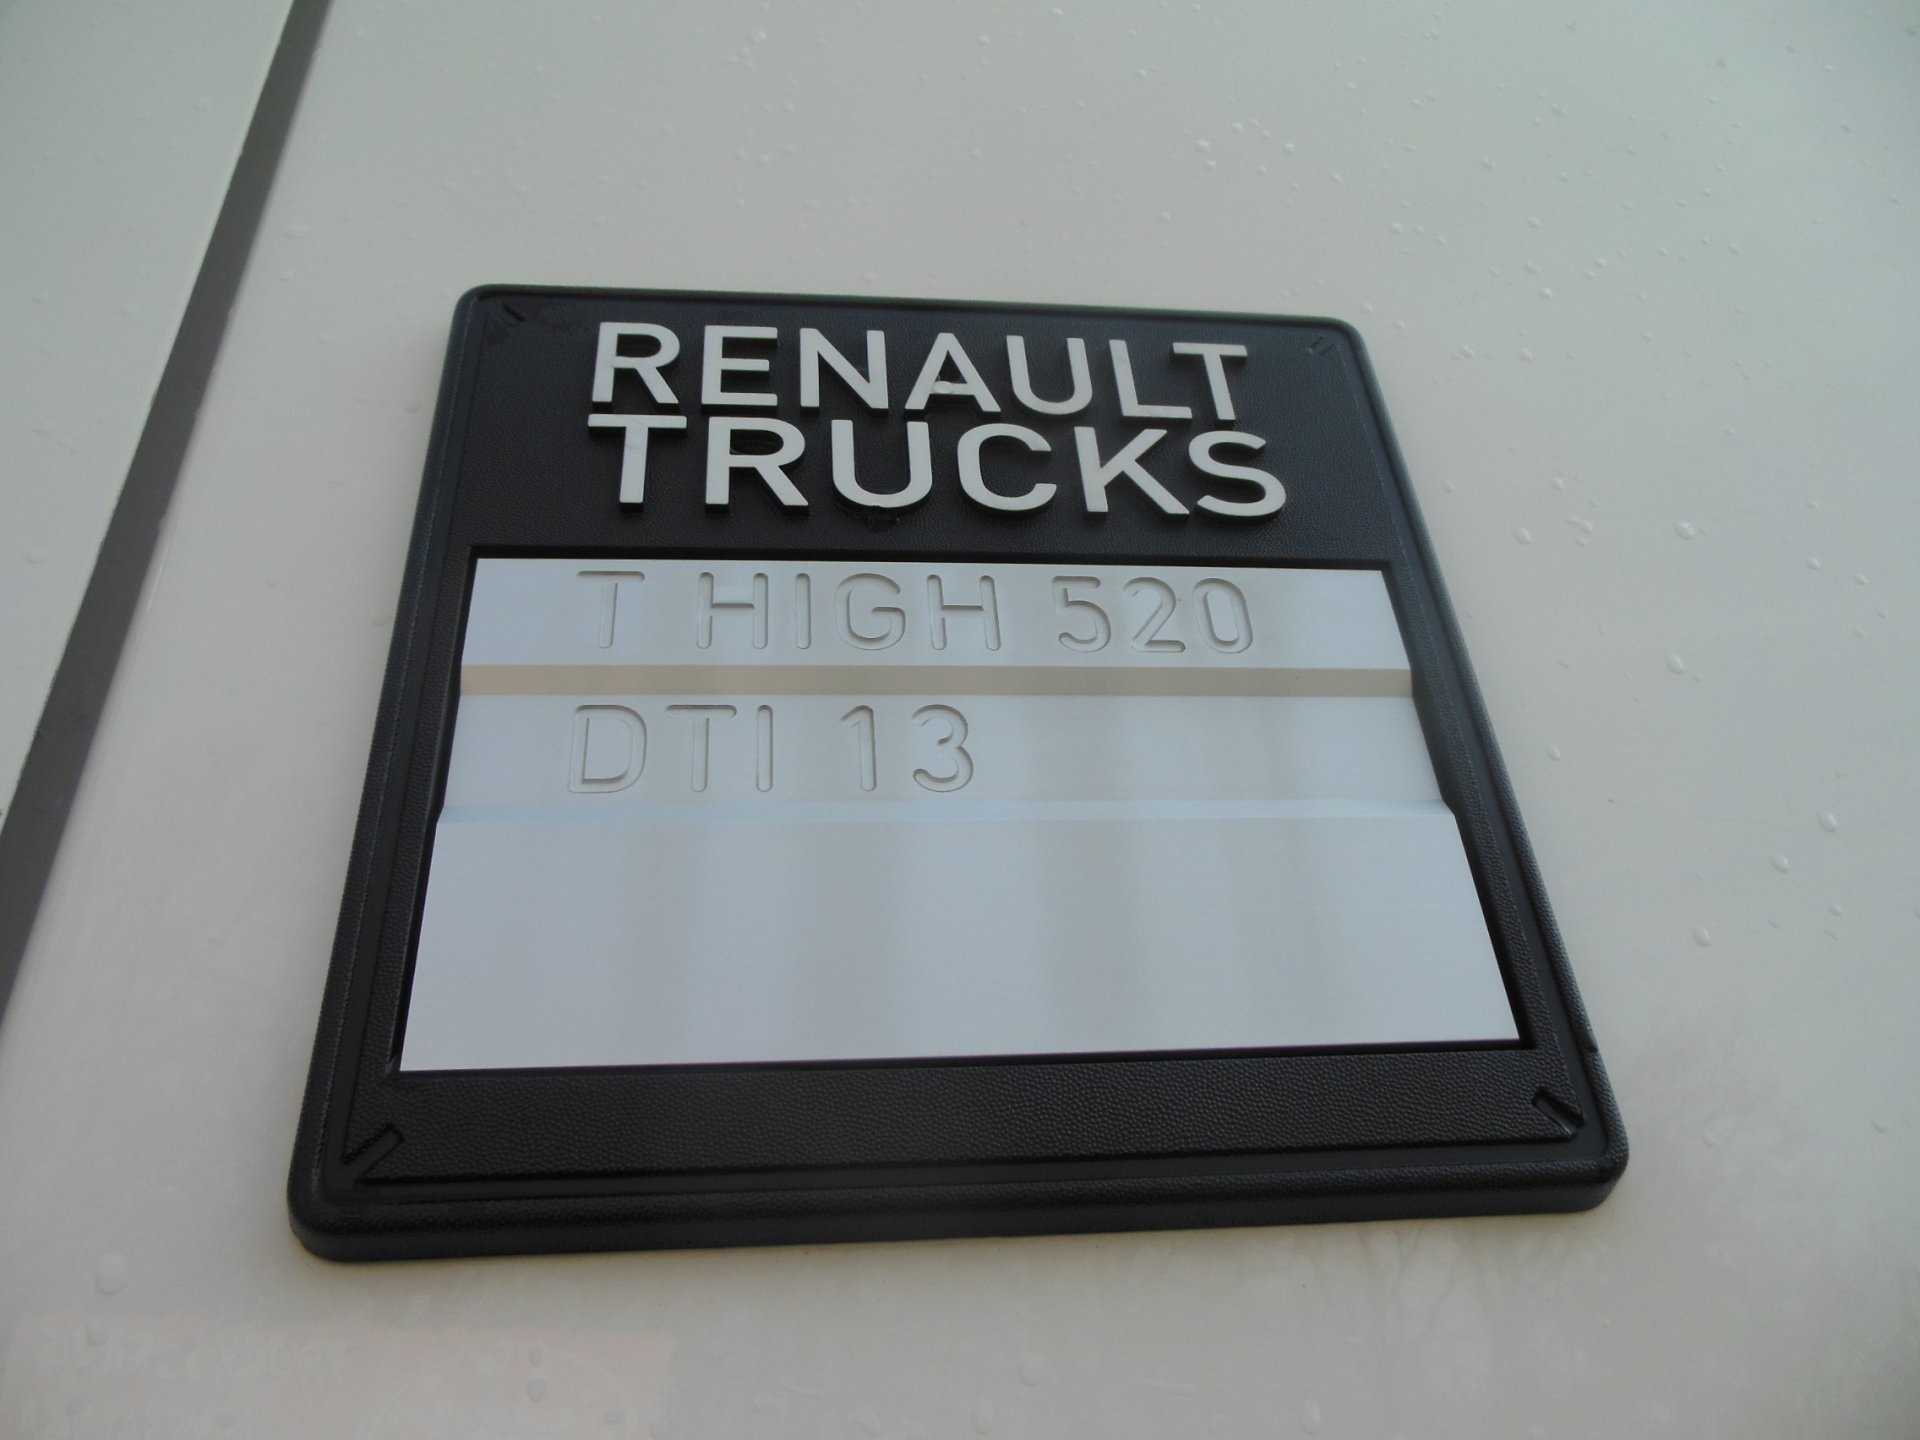 RENAULT
TRUCKS
T HIGH 520
DTI 13